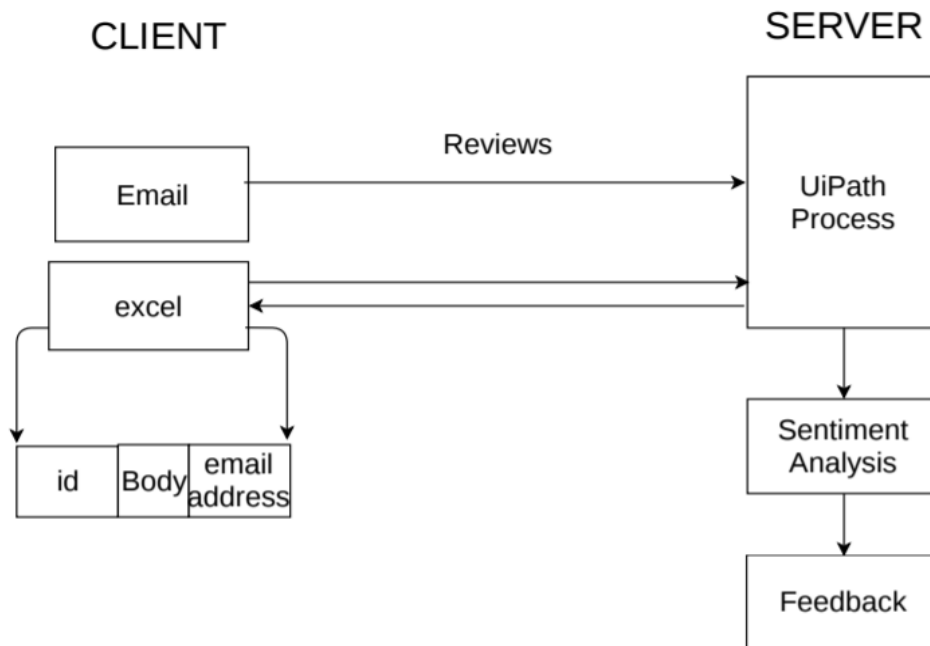 CLIENT
SERVER
Reviews
Email
UiPath
Process
excel
Sentiment
Analysis
id
Body
email
address
Feedback